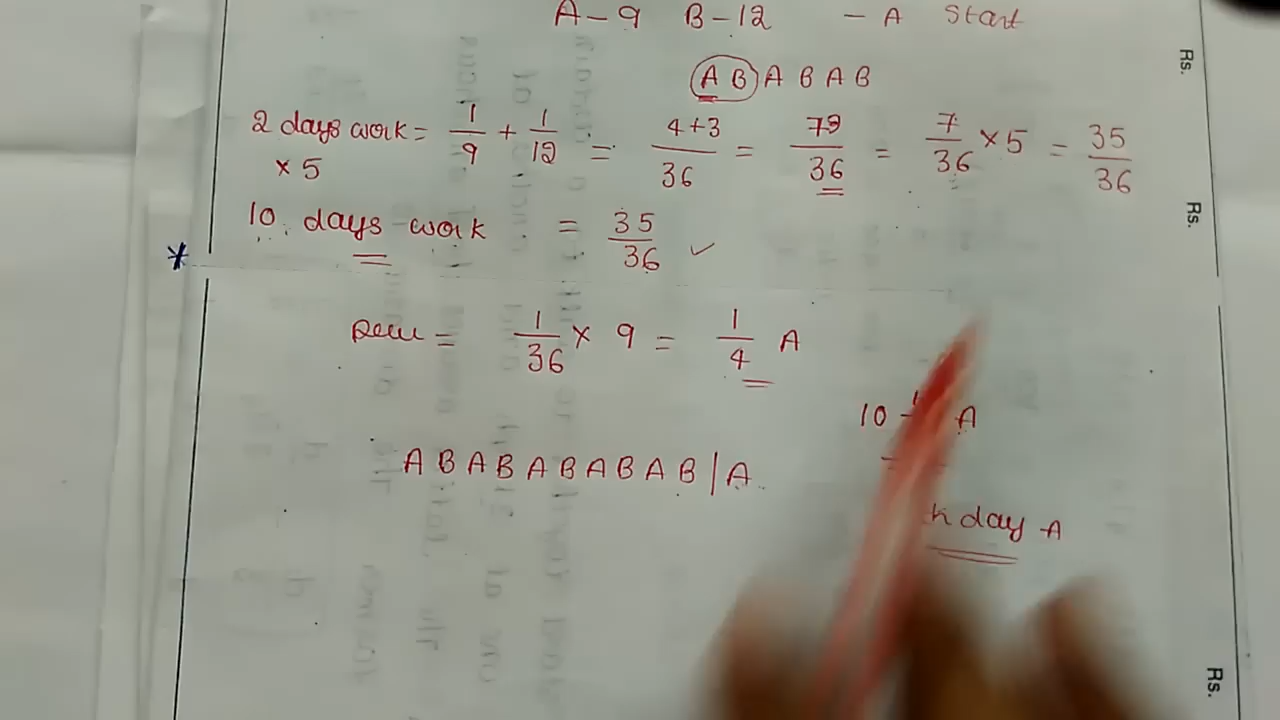 A - 9 B - 12 - A Start
A B A B A B
2 days work = 1/9 + 1/12 = 4+3/36 = 7/36 = 7/36 × 5 = 35/36
× 5
10 days work = 35/36 ✓
*
Rem = 1/36 × 9 = 1/4 A
10 A
A B A B A B A B A B | A
day A
Rs.
Rs.
Rs.